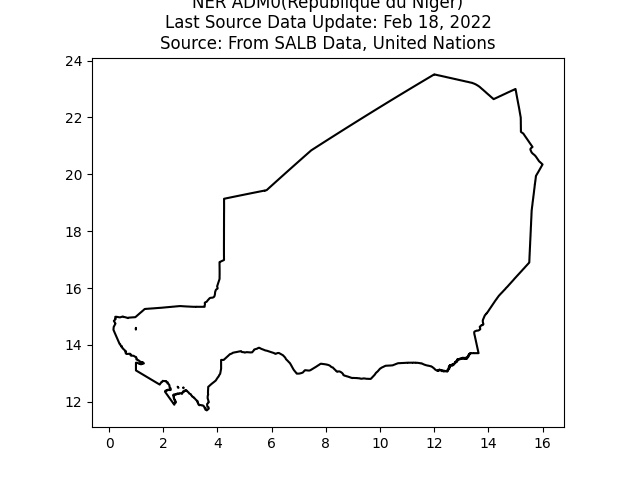 NER ADM0(République du Niger)
Last Source Data Update: Feb 18, 2022
Source: From SALB Data, United Nations
24
22
20
18
16
14
12
0 2 4 6 8 10 12 14 16